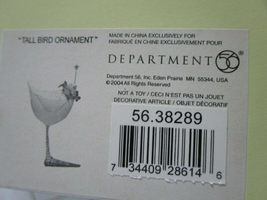 "TALL BIRD ORNAMENT"
MADE IN CHINA EXCLUSIVELY FOR
FABRIQUÉ EN CHINE EXCLUSIVEMENT POUR
DEPARTMENT 56
Department 56, Inc. Eden Prairie MN 55344, USA
©2004 All Rights Reserved
NOT A TOY / CECI N'EST PAS UN JOUET
DECORATIVE ARTICLE / OBJET DÉCORATIF
56.38289
7 34409 28614 6